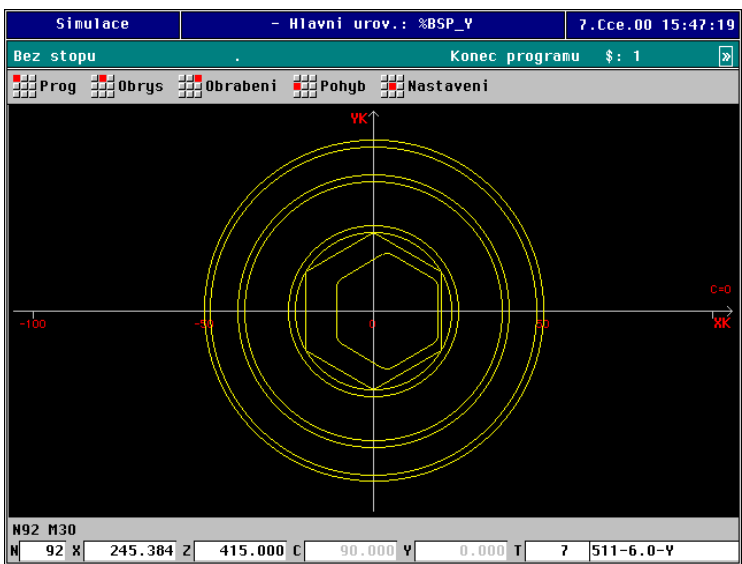 Simulace - Hlavni urov.: %BSP_Y 7.Cce.00 15:47:19
Bez stopu . Konec programu $: 1 »
Prog Obrys Obrabeni Pohyb Nastaveni
YK
C=0
-100 -50 0 50 XK
N92 M30
N 92 X 245.384 Z 415.000 C 90.000 Y 0.000 T 7 511-6.0-Y